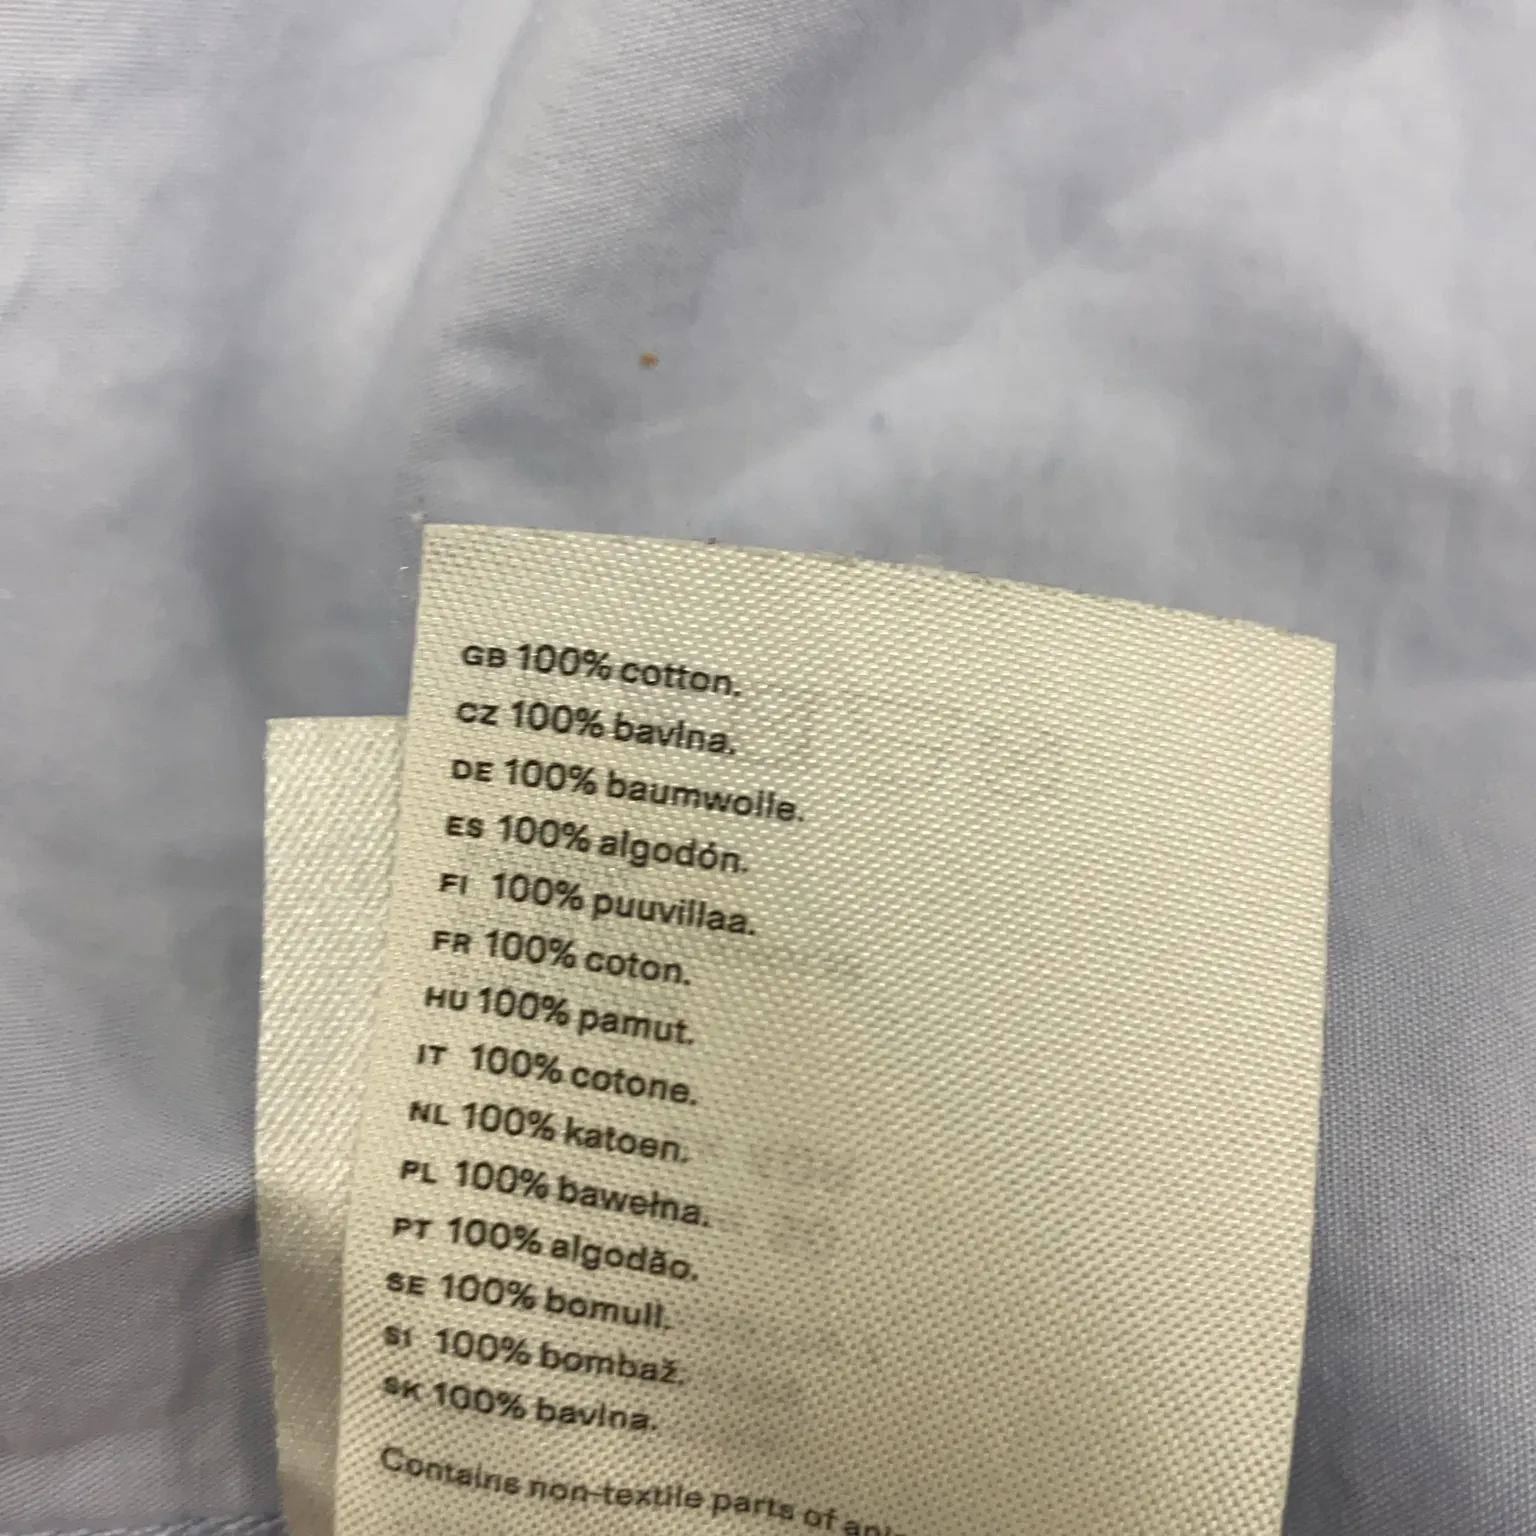 GB 100% cotton.
CZ 100% bavlna.
DE 100% baumwolle.
ES 100% algodón.
FI 100% puuvillaa.
FR 100% coton.
HU 100% pamut.
IT 100% cotone.
NL 100% katoen.
PL 100% bawełna.
PT 100% algodão.
SE 100% bomull.
SI 100% bombaž.
SK 100% bavlna.
Contains non-textile parts of